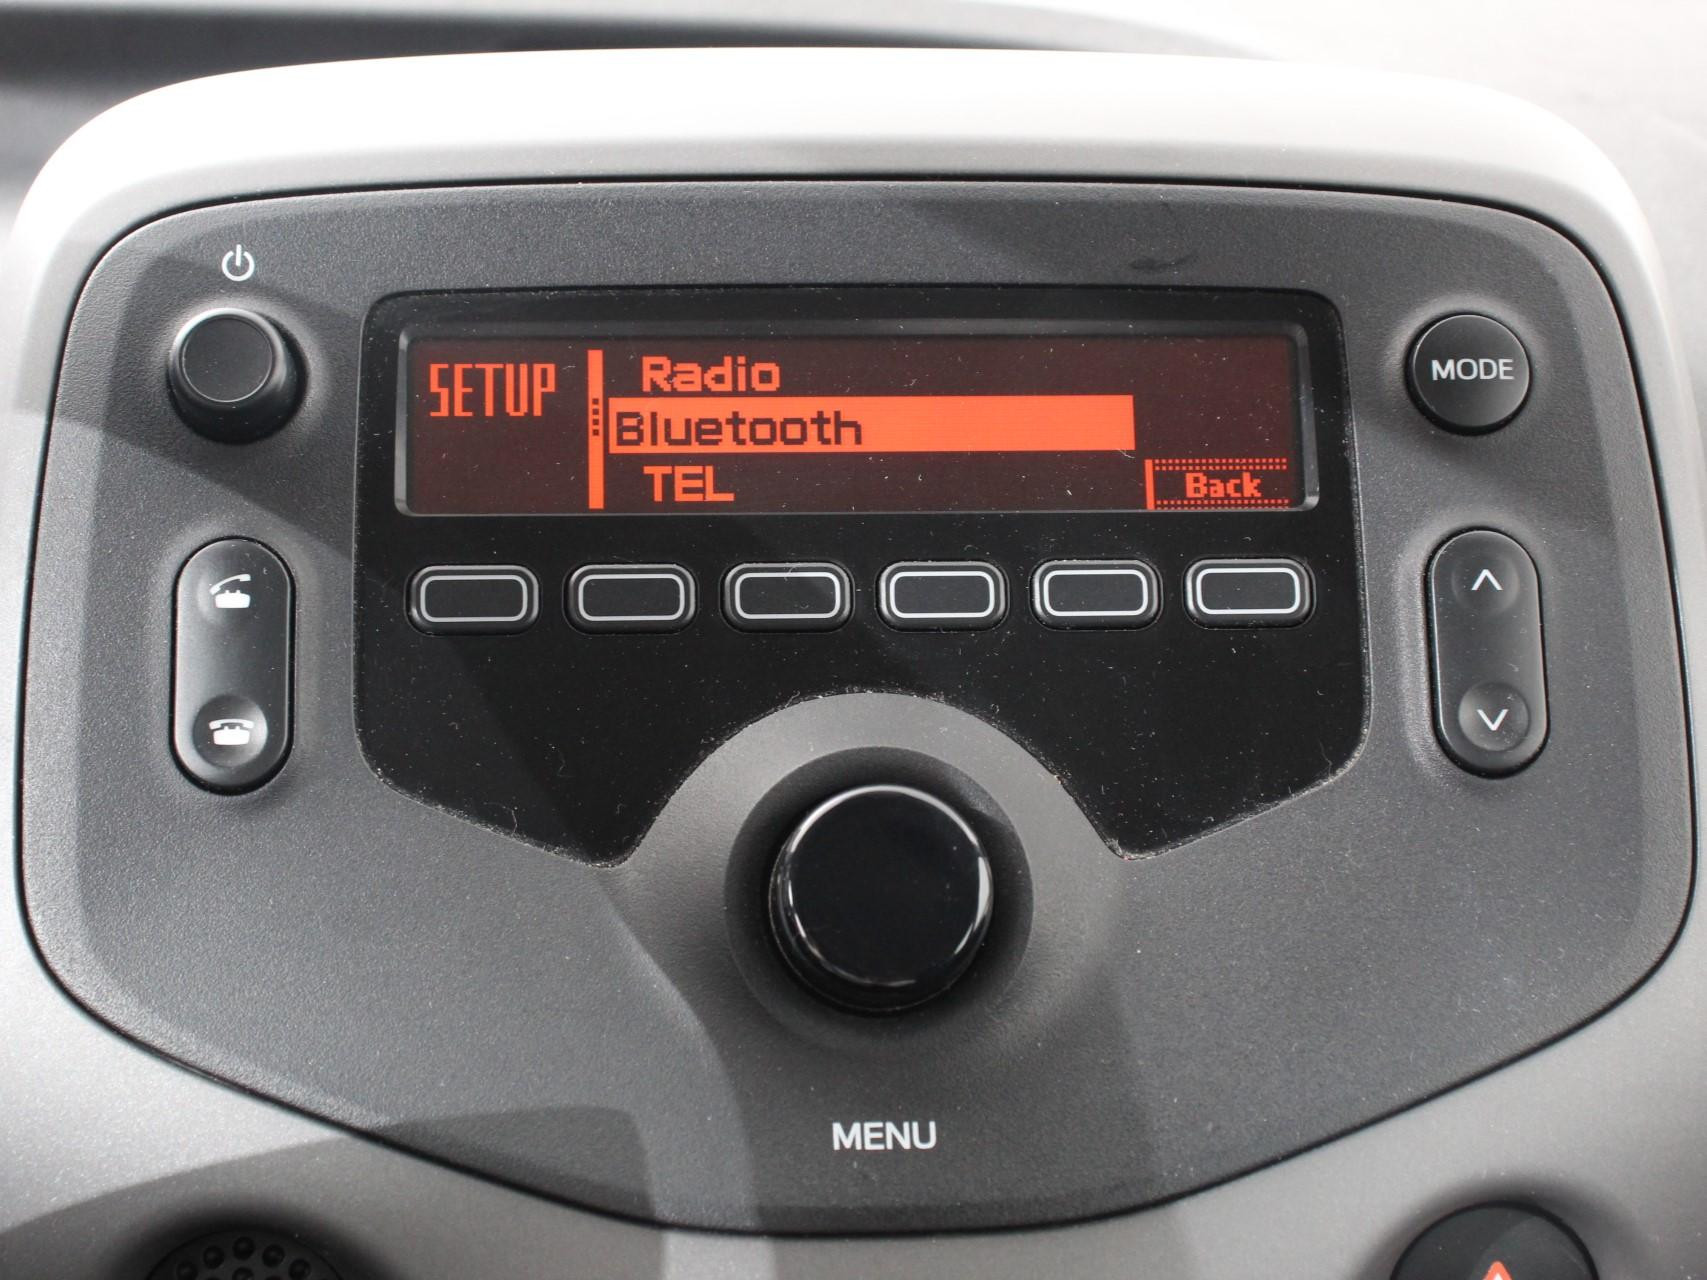 SETUP
Radio
Bluetooth
TEL
Back
MODE
MENU